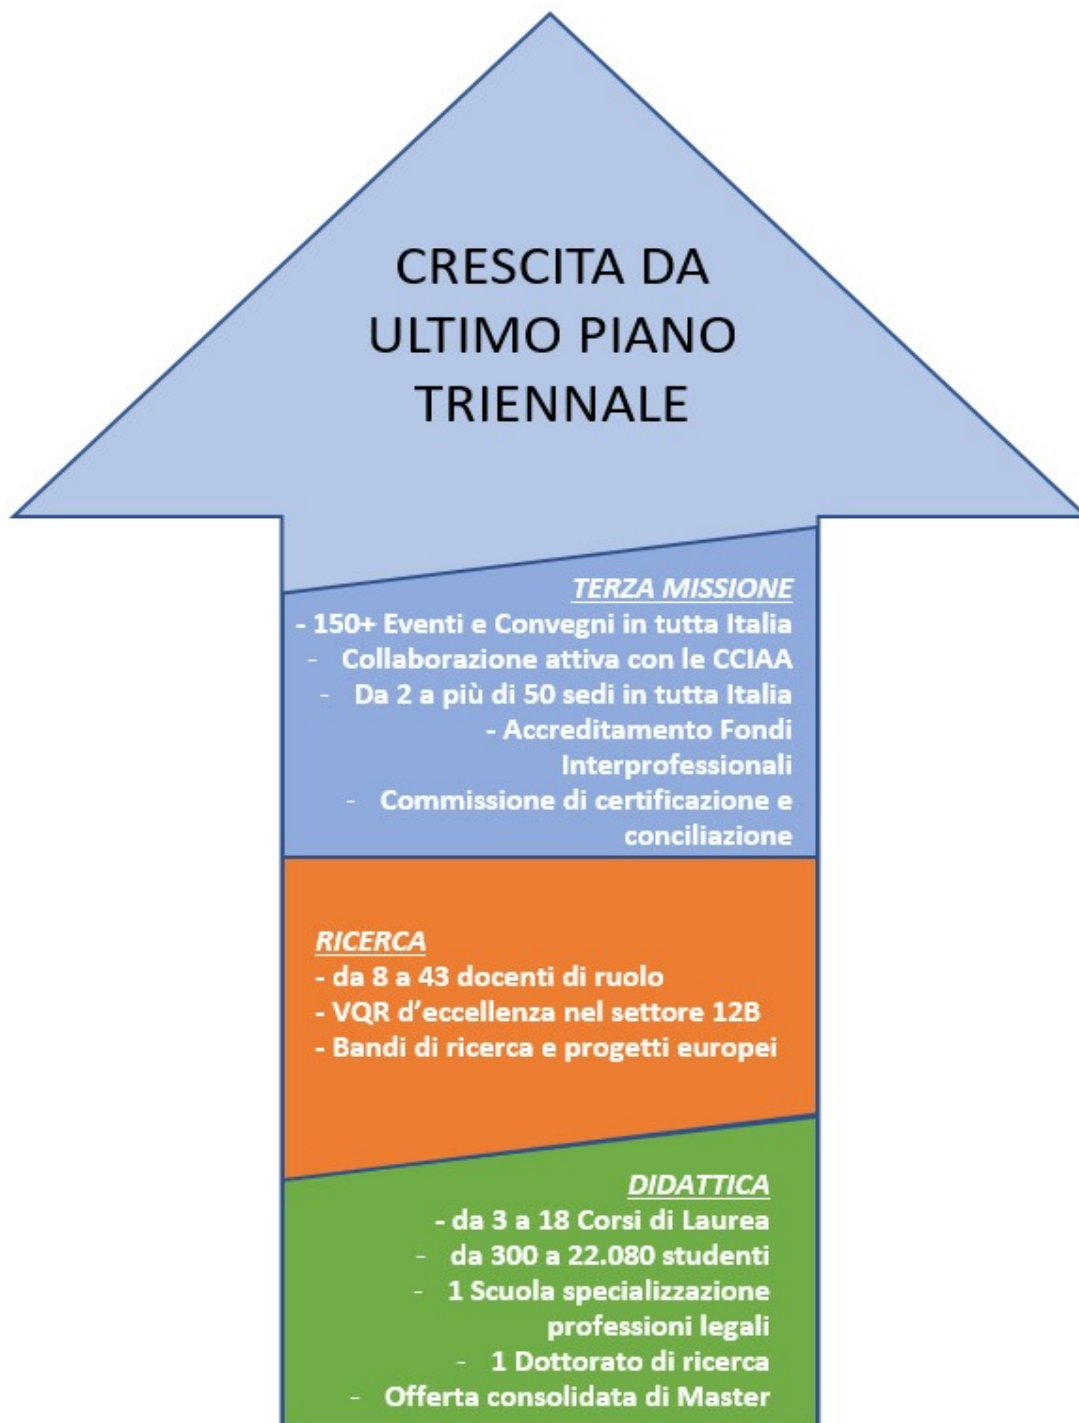 CRESCITA DA
ULTIMO PIANO
TRIENNALE
TERZA MISSIONE
- 150+ Eventi e Convegni in tutta Italia
- Collaborazione attiva con le CCIAA
- Da 2 a più di 50 sedi in tutta Italia
- Accreditamento Fondi
Interprofessionali
- Commissione di certificazione e
conciliazione
RICERCA
- da 8 a 43 docenti di ruolo
- VQR d’eccellenza nel settore 12B
- Bandi di ricerca e progetti europei
DIDATTICA
- da 3 a 18 Corsi di Laurea
- da 300 a 22.080 studenti
- 1 Scuola specializzazione
professioni legali
- 1 Dottorato di ricerca
- Offerta consolidata di Master